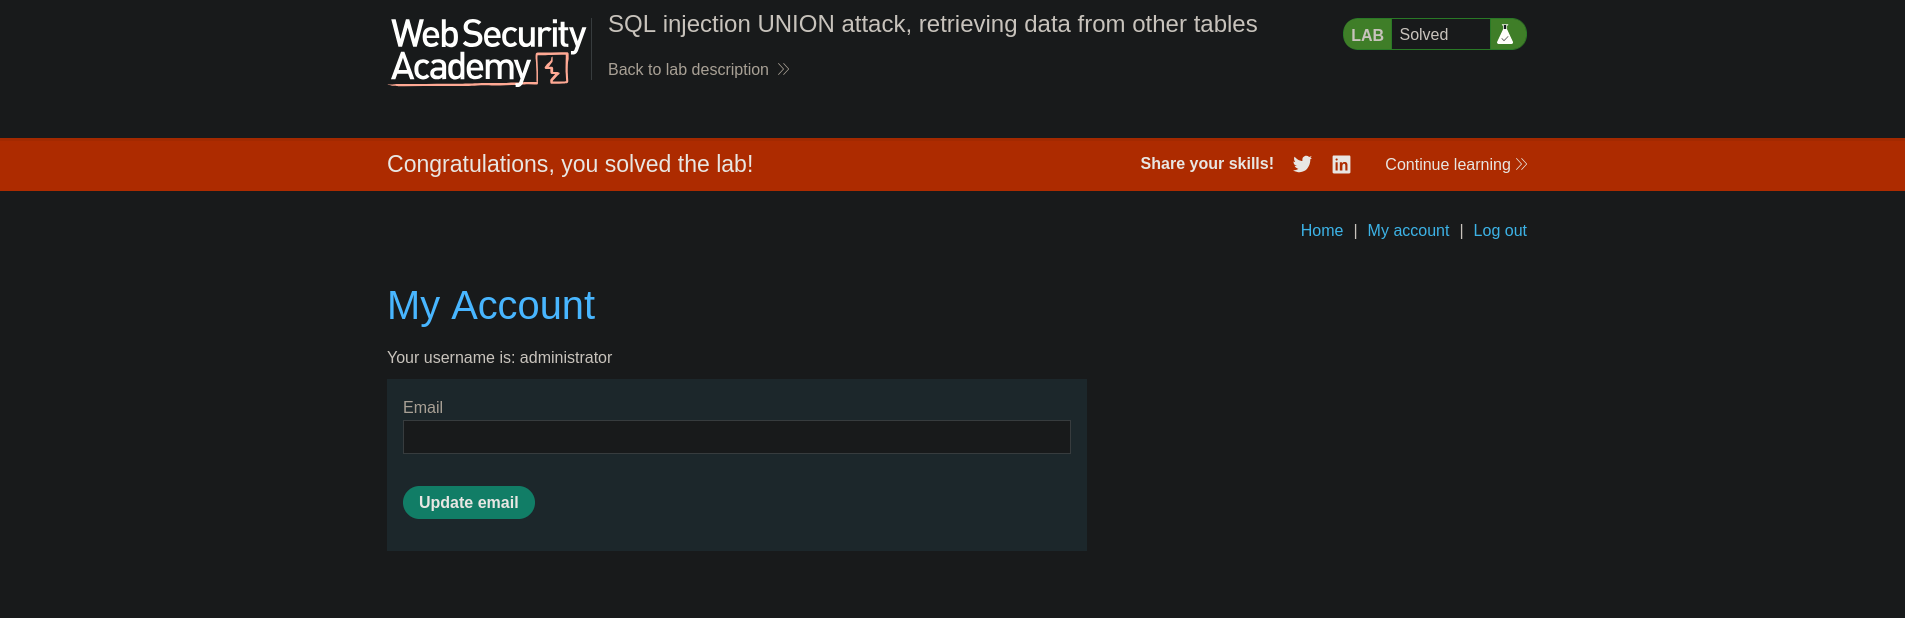 Web Security
Academy
SQL injection UNION attack, retrieving data from other tables
Back to lab description
LAB Solved
Congratulations, you solved the lab!
Share your skills!
Continue learning
Home | My account | Log out
My Account
Your username is: administrator
Email
Update email